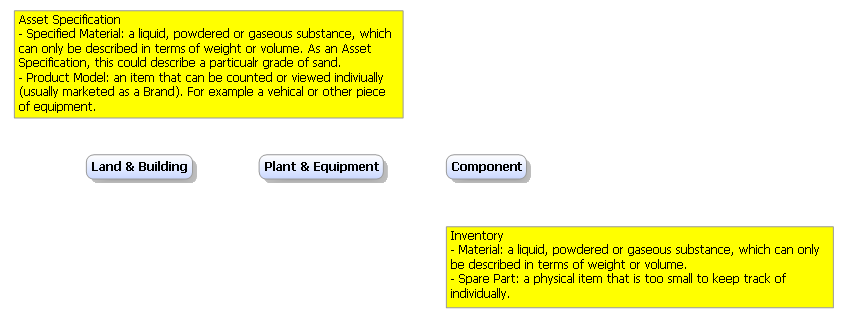 Asset Specification
- Specified Material: a liquid, powdered or gaseous substance, which
can only be described in terms of weight or volume. As an Asset
Specification, this could describe a particualr grade of sand.
- Product Model: an item that can be counted or viewed indiviually
(usually marketed as a Brand). For example a vehical or other piece
of equipment.
Land & Building
Plant & Equipment
Component
Inventory
- Material: a liquid, powdered or gaseous substance, which can only
be described in terms of weight or volume.
- Spare Part: a physical item that is too small to keep track of
individually.